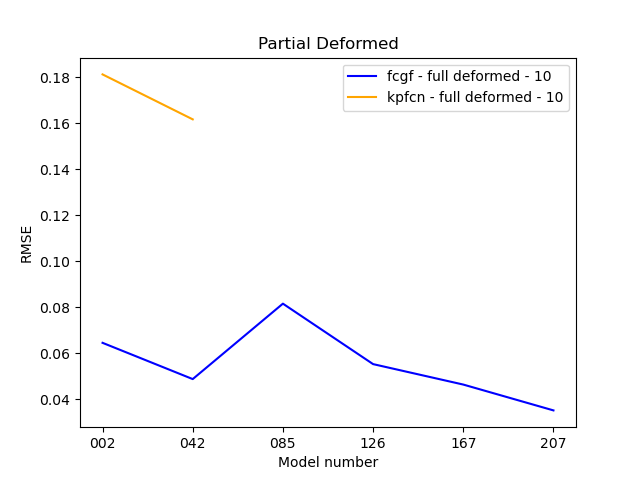 Partial Deformed
fcgf - full deformed - 10
kpfcn - full deformed - 10
RMSE
0.18
0.16
0.14
0.12
0.10
0.08
0.06
0.04
002 042 085 126 167 207
Model number